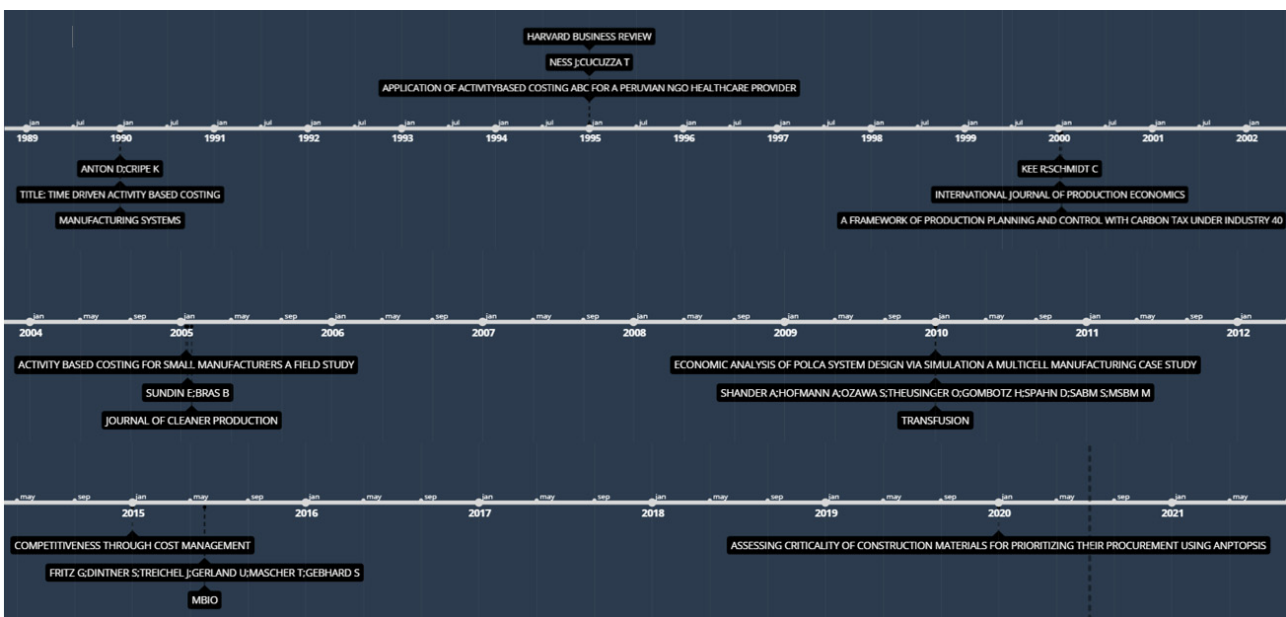 HARVARD BUSINESS REVIEW
NESS J;CUCUZZA T
APPLICATION OF ACTIVITYBASED COSTING ABC FOR A PERUVIAN NGO HEALTHCARE PROVIDER
jan jul jan jul jan jul jan jul jan jul jan jul jan jul jan jul jan jul jan jul jan jul jan jul jan jul jan
1989 1990 1991 1992 1993 1994 1995 1996 1997 1998 1999 2000 2001 2002
ANTON D;CRIPE K KEE R;SCHMIDT C
TITLE: TIME DRIVEN ACTIVITY BASED COSTING INTERNATIONAL JOURNAL OF PRODUCTION ECONOMICS
MANUFACTURING SYSTEMS A FRAMEWORK OF PRODUCTION PLANNING AND CONTROL WITH CARBON TAX UNDER INDUSTRY 40
jan may sep jan may sep jan may sep jan may sep jan may sep jan may sep jan may sep jan may sep jan
2004 2005 2006 2007 2008 2009 2010 2011 2012
ACTIVITY BASED COSTING FOR SMALL MANUFACTURERS A FIELD STUDY ECONOMIC ANALYSIS OF POLCA SYSTEM DESIGN VIA SIMULATION A MULTICELL MANUFACTURING CASE STUDY
SUNDIN E;BRAS B SHANDER A;HOFMANN A;OZAWA S;THEUSINGER O;GOMBOTZ H;SPAHN D;SABM S;MSBM M
JOURNAL OF CLEANER PRODUCTION TRANSFUSION
may sep jan may sep jan may sep jan may sep jan may sep jan may sep jan may sep jan may
2015 2016 2017 2018 2019 2020 2021
COMPETITIVENESS THROUGH COST MANAGEMENT ASSESSING CRITICALITY OF CONSTRUCTION MATERIALS FOR PRIORITIZING THEIR PROCUREMENT USING ANPTOPSIS
FRITZ G;DINTNER S;TREICHEL J;GERLAND U;MASCHER T;GEBHARD S
MBIO